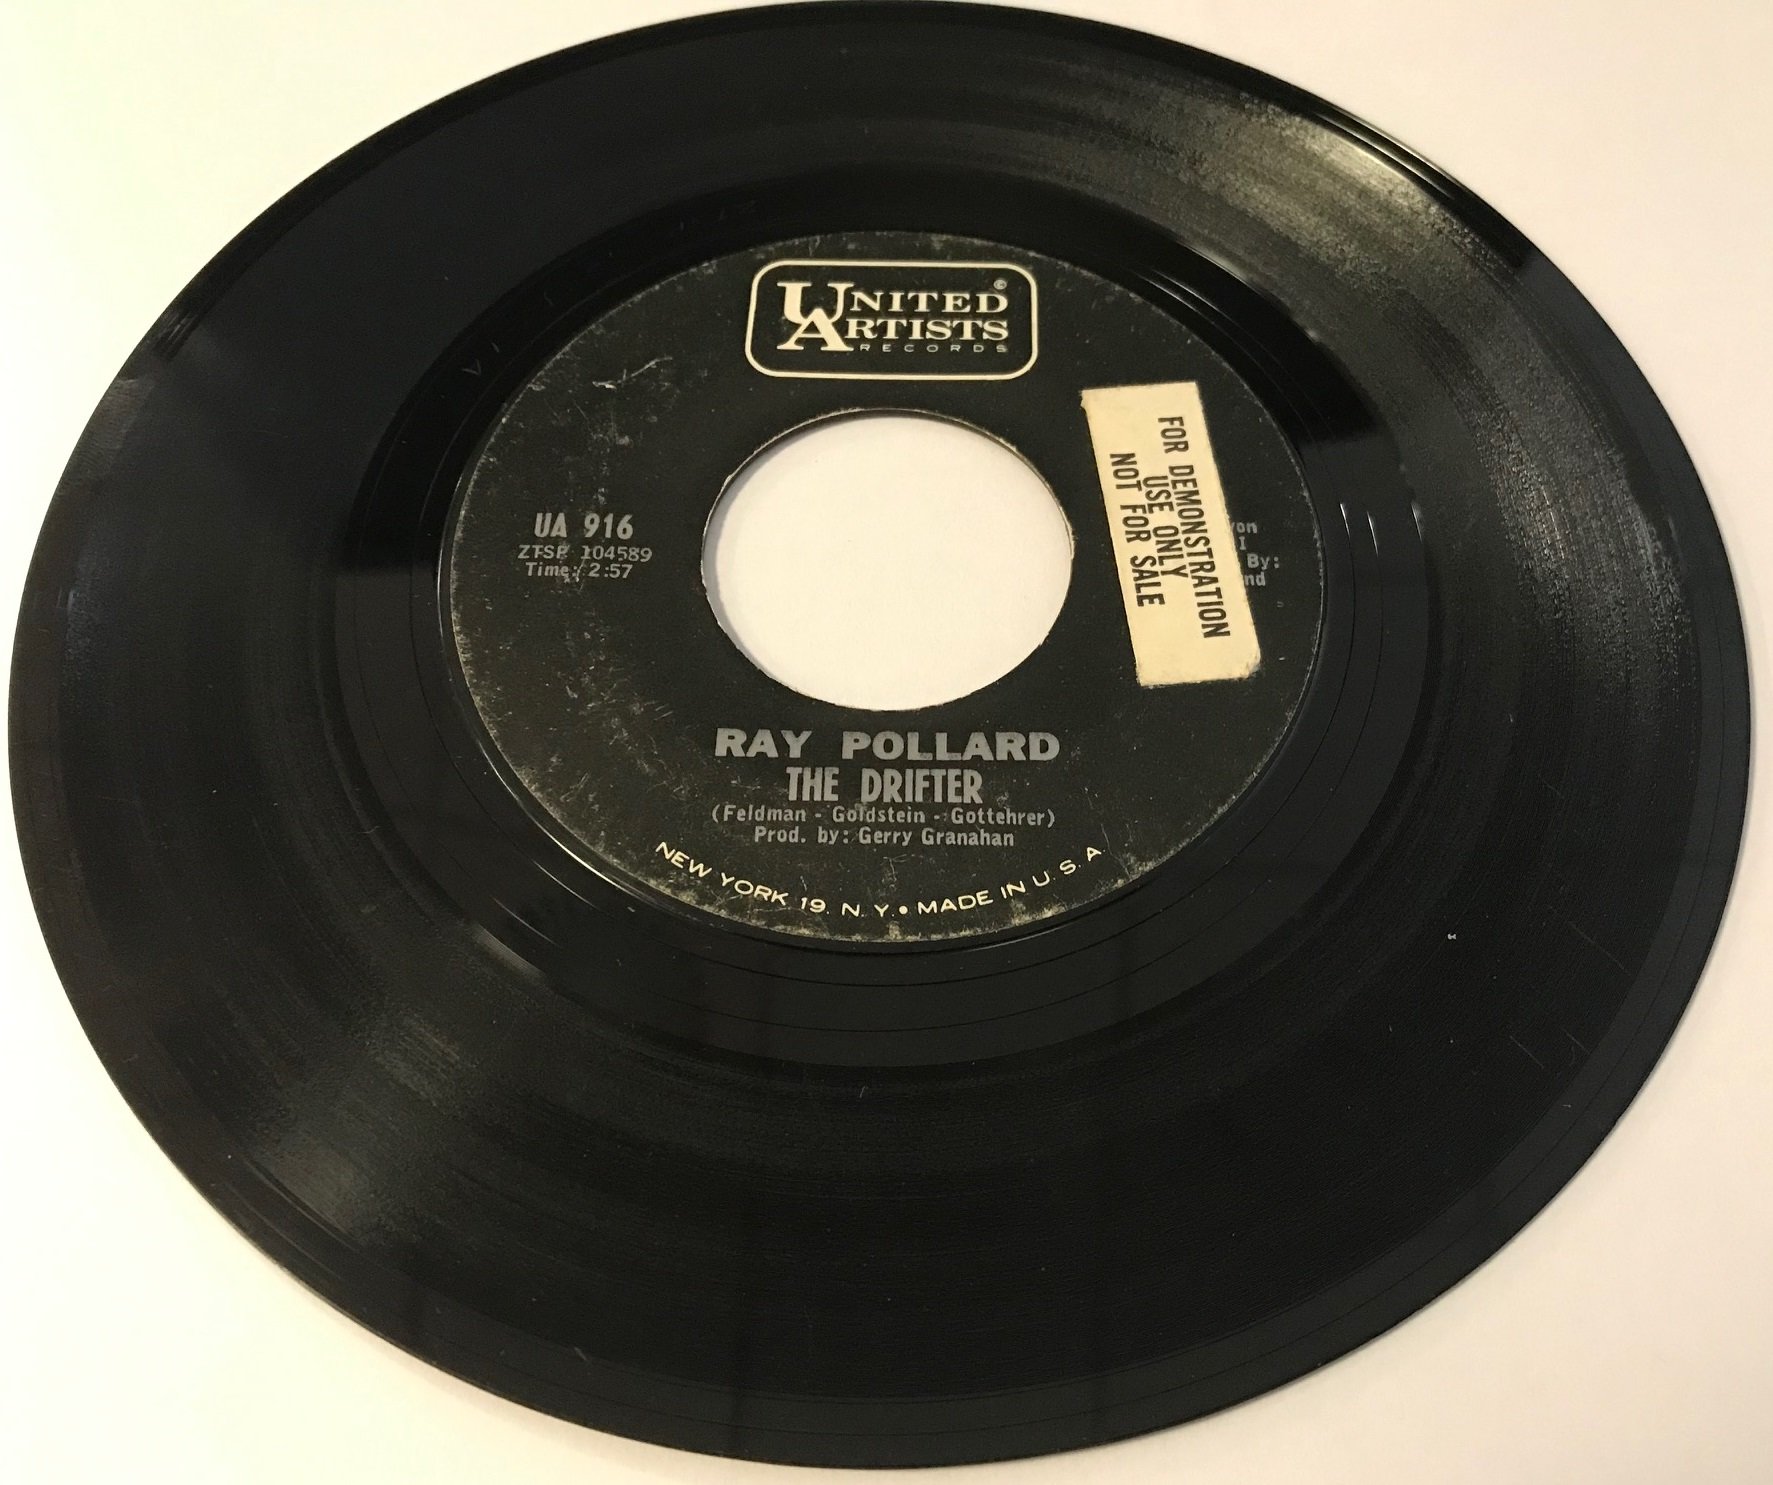 UNITED
ARTISTS
RECORDS
©
UA 916
ZTSP 104589
Time: 2:57
FOR DEMONSTRATION
USE ONLY
NOT FOR SALE
By:
RAY POLLARD
THE DRIFTER
(Feldman - Goldstein - Gottehrer)
Prod. by: Gerry Granahan
NEW YORK 19, N. Y. • MADE IN U. S. A.